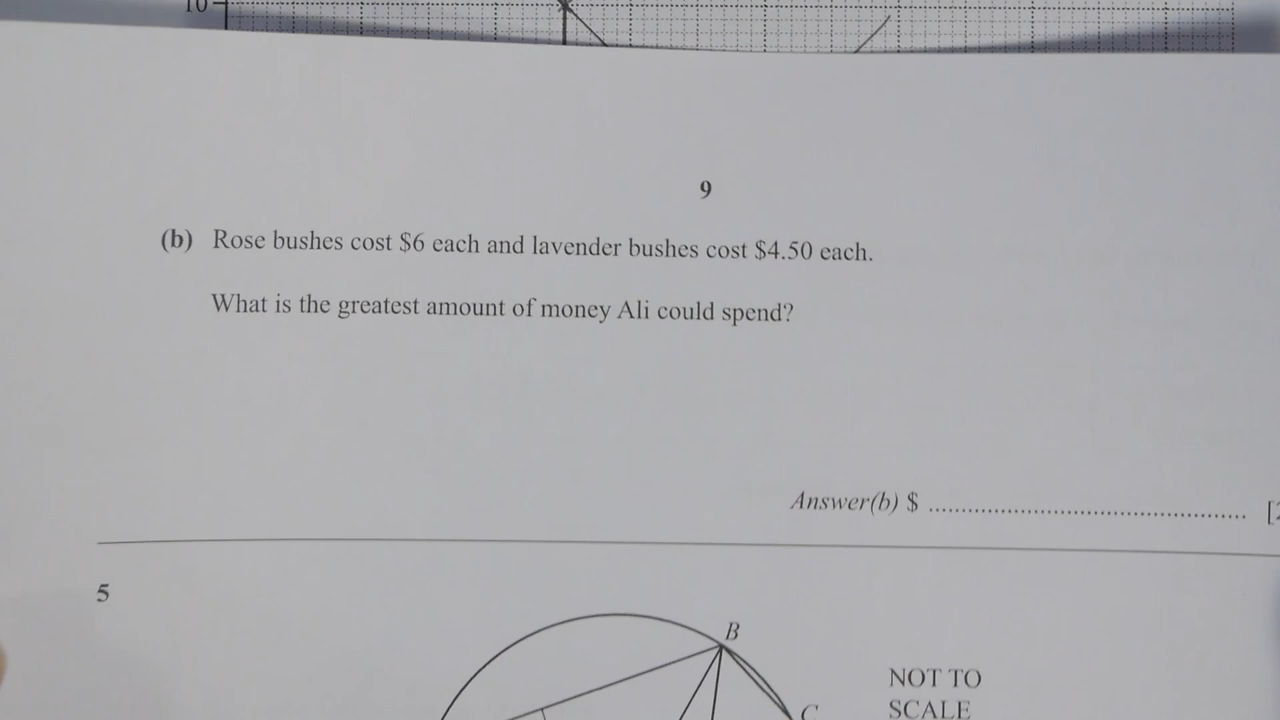 10
9
(b) Rose bushes cost $6 each and lavender bushes cost $4.50 each.
What is the greatest amount of money Ali could spend?
Answer(b) $ ................................................
5
B
C
NOT TO
SCALE